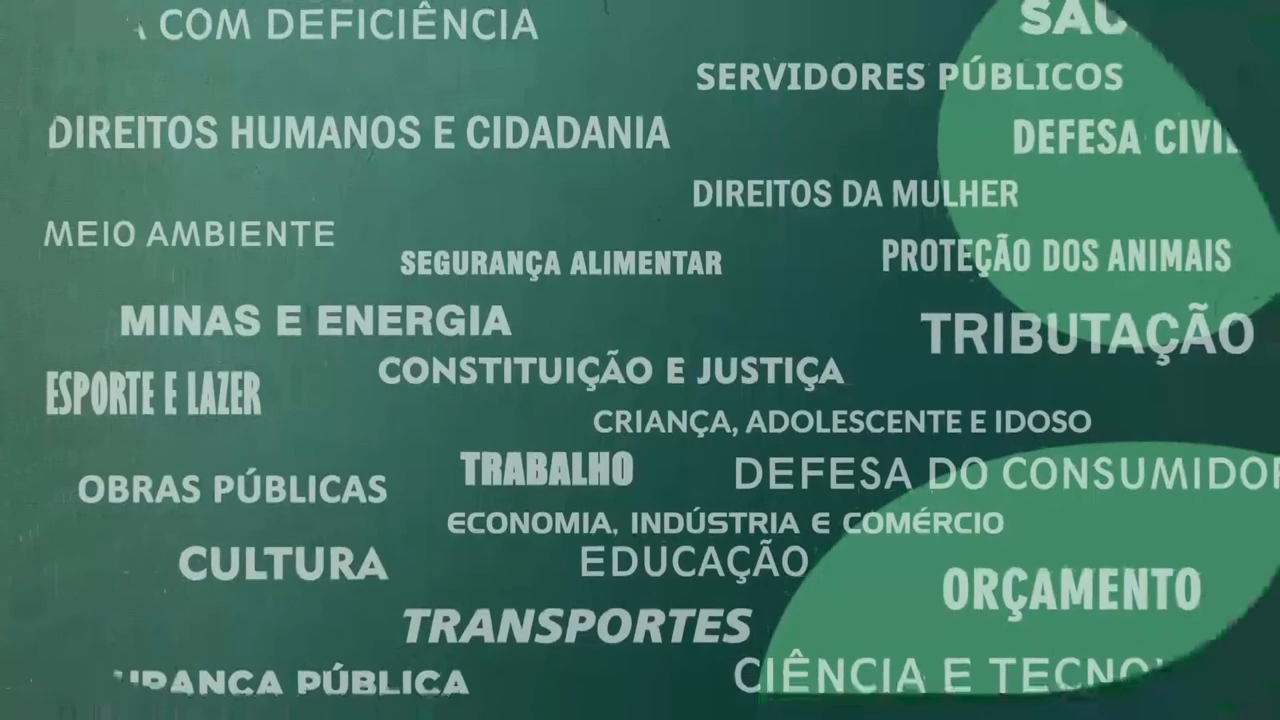 COM DEFICIÊNCIA
SERVIDORES PÚBLICOS
DIREITOS HUMANOS E CIDADANIA
DEFESA CIVIL
DIREITOS DA MULHER
MEIO AMBIENTE
SEGURANÇA ALIMENTAR
PROTEÇÃO DOS ANIMAIS
MINAS E ENERGIA
TRIBUTAÇÃO
CONSTITUIÇÃO E JUSTIÇA
ESPORTE E LAZER
CRIANÇA, ADOLESCENTE E IDOSO
TRABALHO
DEFESA DO CONSUMIDOR
OBRAS PÚBLICAS
ECONOMIA, INDÚSTRIA E COMÉRCIO
CULTURA
EDUCAÇÃO
ORÇAMENTO
TRANSPORTES
PÚBLICA
CIÊNCIA E